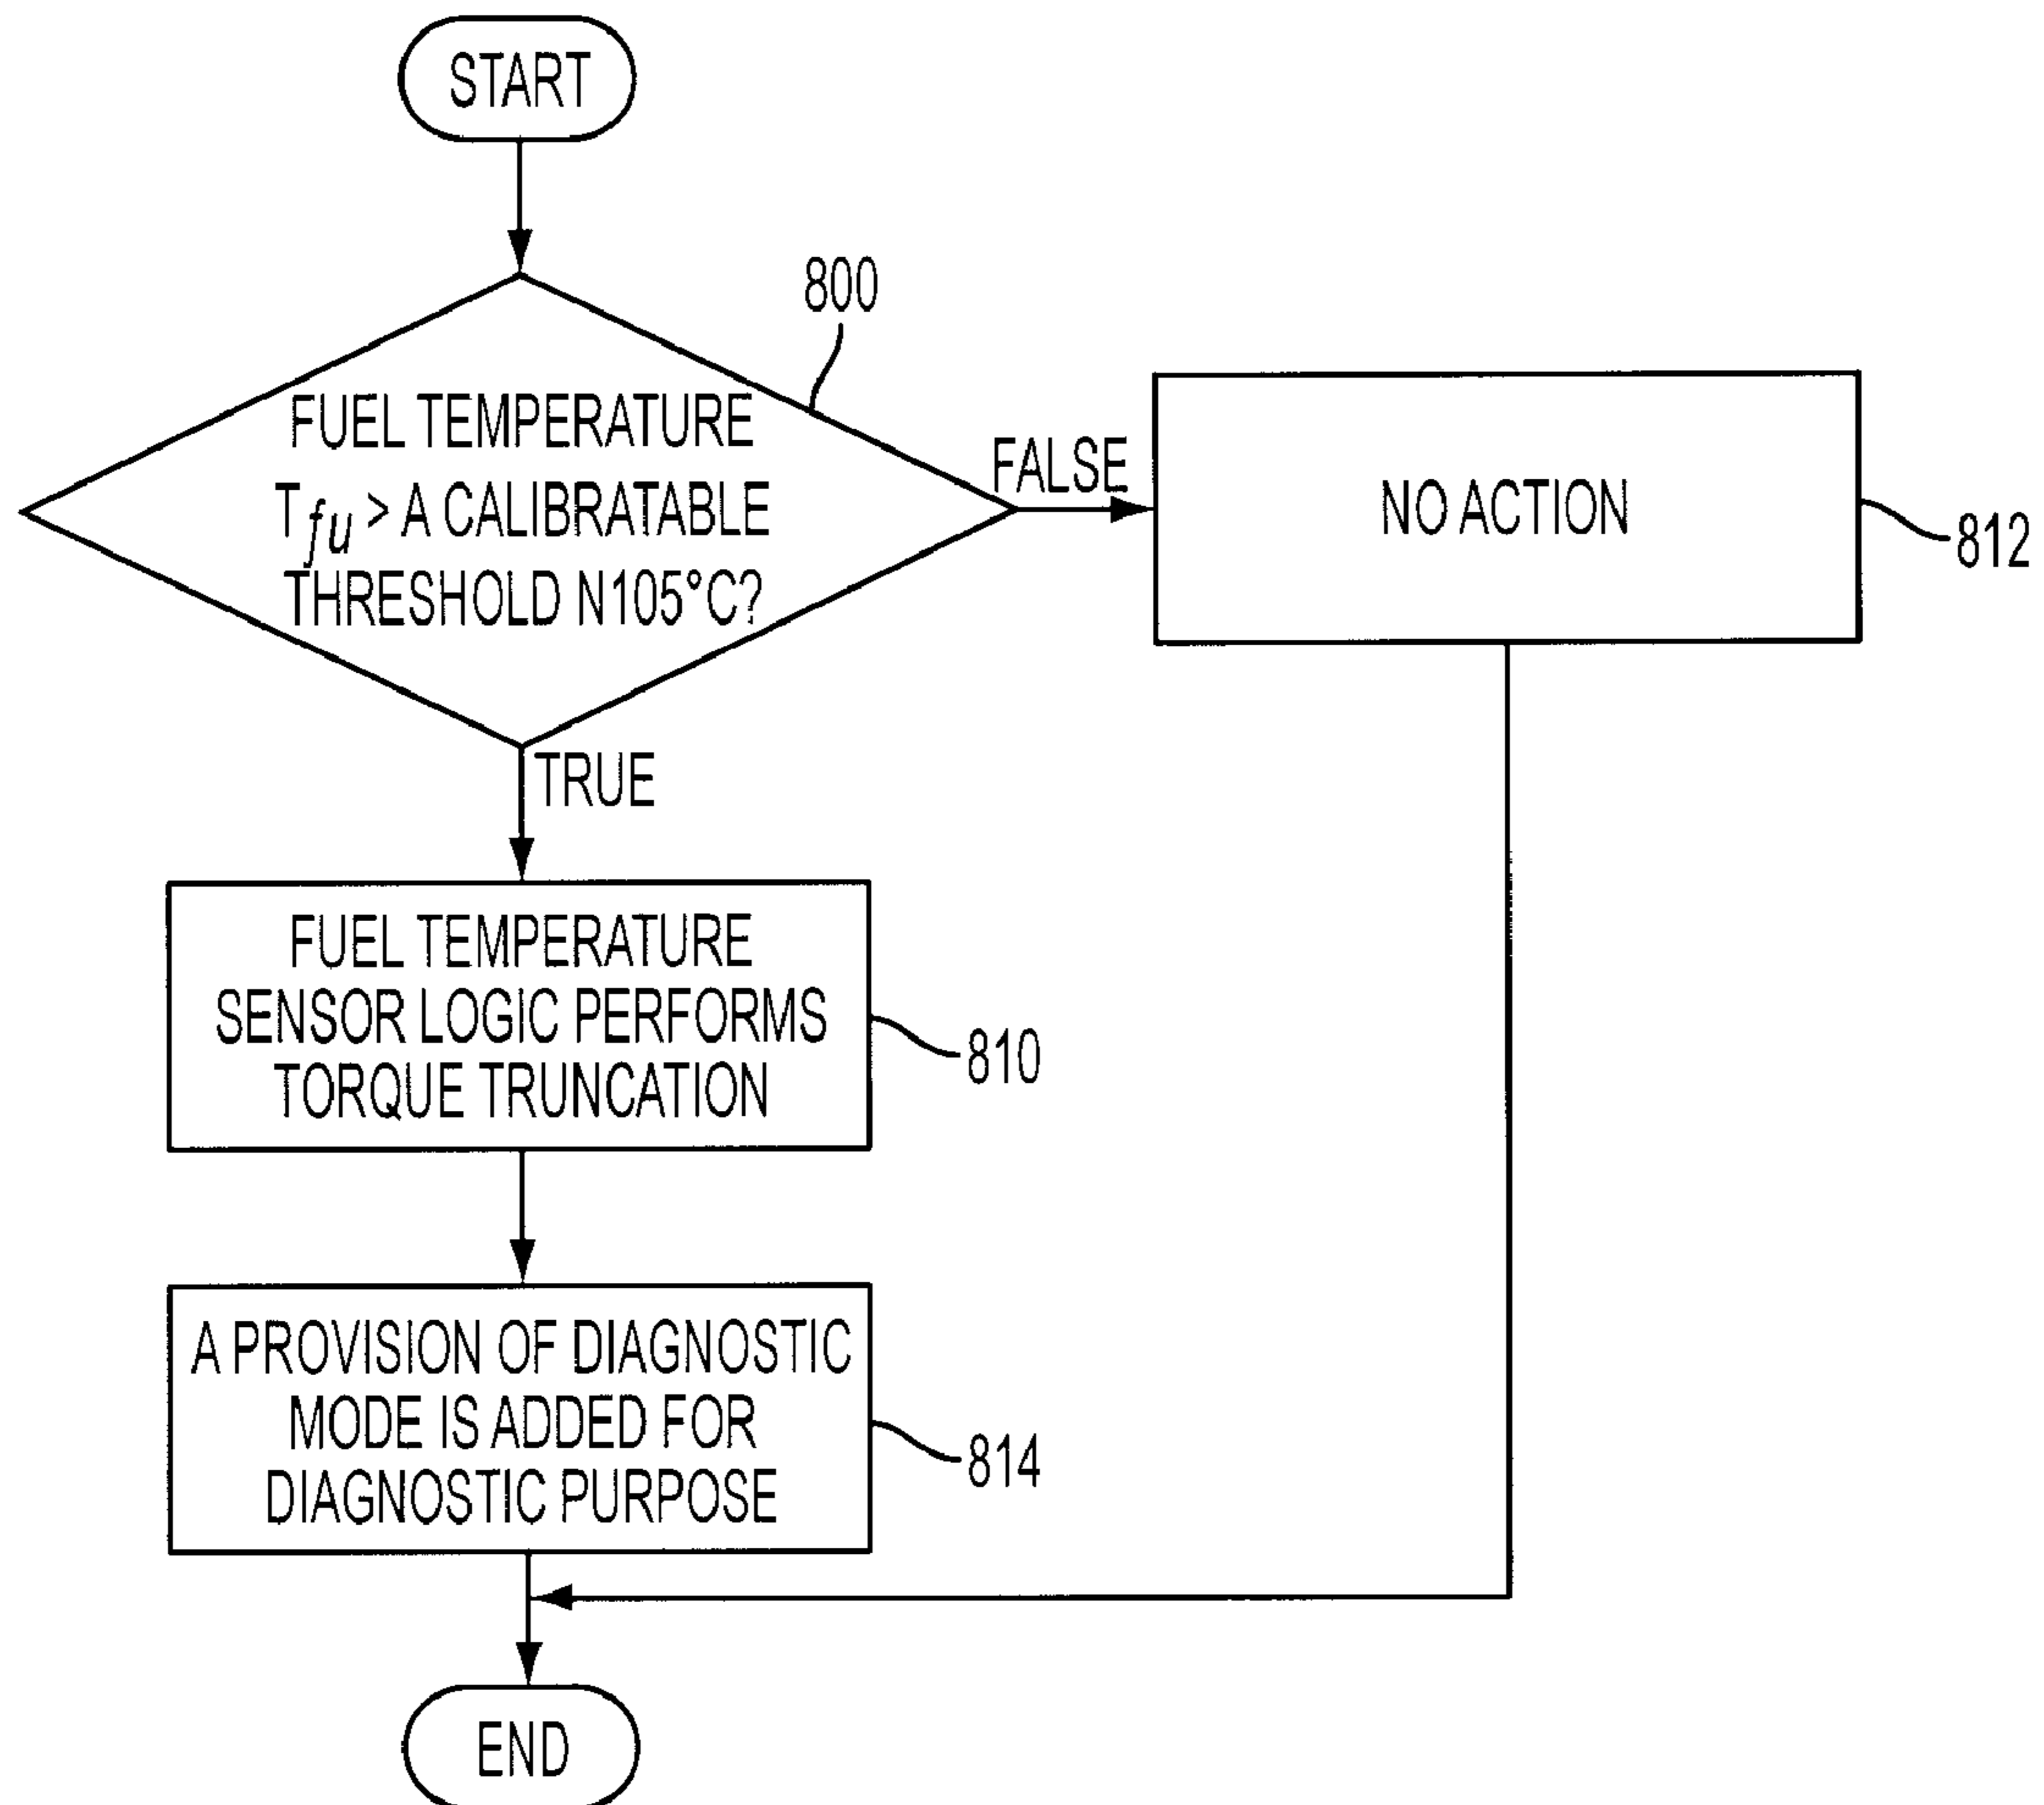 START
800
FUEL TEMPERATURE
T_fu > A CALIBRATABLE
THRESHOLD N105°C?
FALSE
NO ACTION
812
TRUE
FUEL TEMPERATURE
SENSOR LOGIC PERFORMS
TORQUE TRUNCATION
810
A PROVISION OF DIAGNOSTIC
MODE IS ADDED FOR
DIAGNOSTIC PURPOSE
814
END